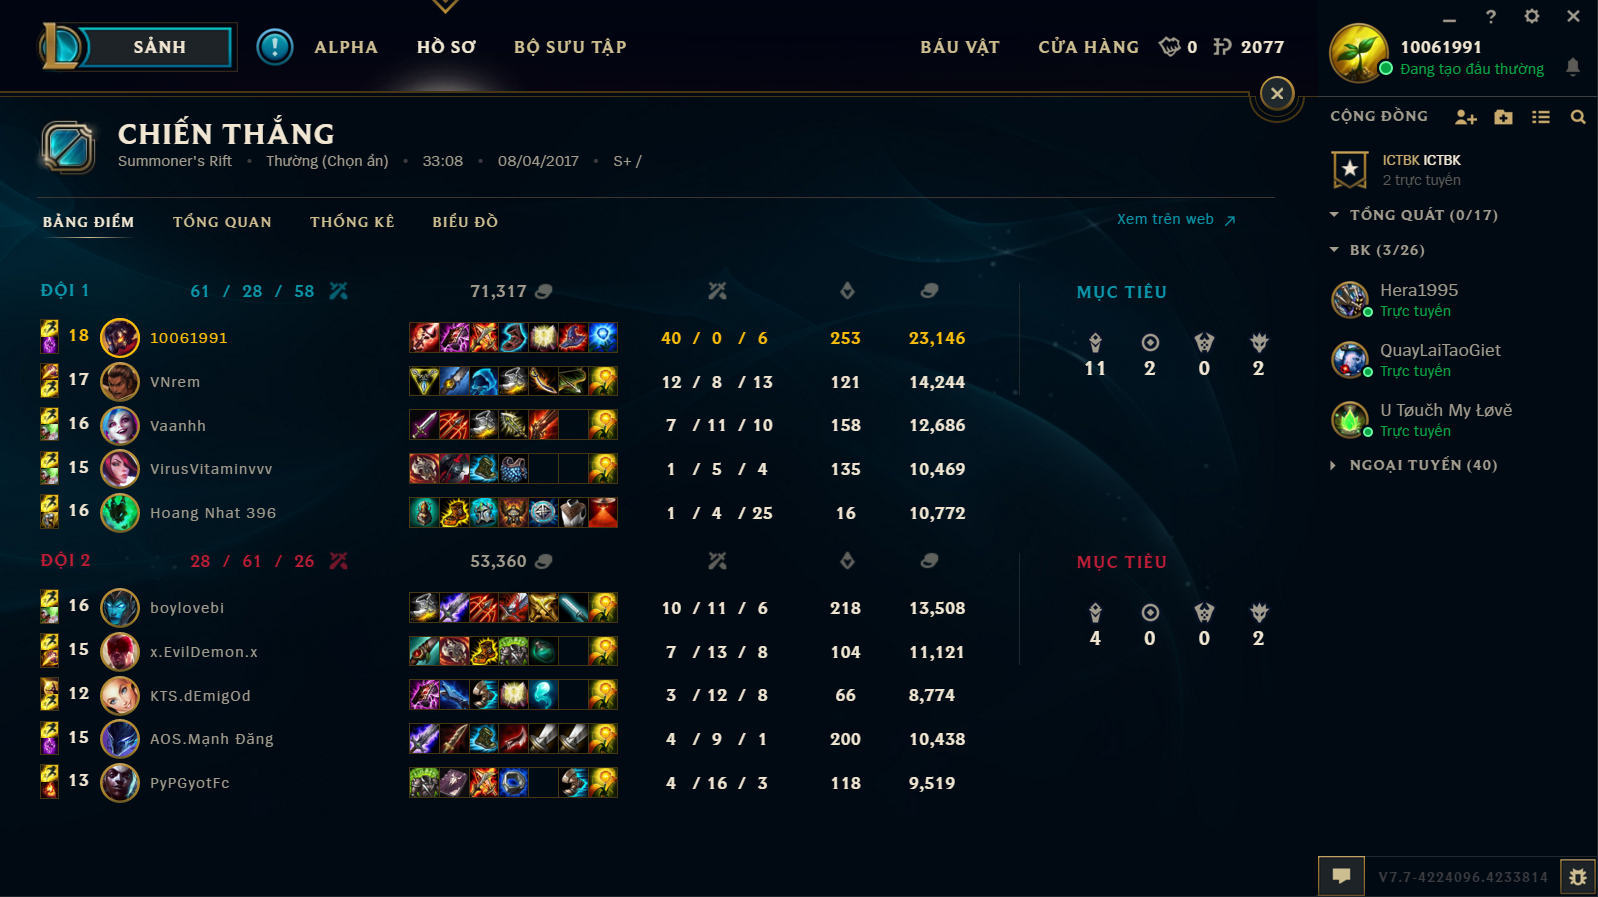 SẢNH
ALPHA
HỒ SƠ
BỘ SƯU TẬP
BÁU VẬT
CỬA HÀNG
0
2077
?
10061991
Đang tạo đấu thường
CHIẾN THẮNG
Summoner's Rift • Thường (Chọn ẩn) • 33:08 • 08/04/2017 • S+ /
BẢNG ĐIỂM
TỔNG QUAN
THỐNG KÊ
BIỂU ĐỒ
Xem trên web
ĐỘI 1 61 / 28 / 58 71,317
18 10061991 40 / 0 / 6 253 23,146
17 VNrem 12 / 8 / 13 121 14,244
16 Vaanhh 7 / 11 / 10 158 12,686
15 VirusVitaminvvv 1 / 5 / 4 135 10,469
16 Hoang Nhat 396 1 / 4 / 25 16 10,772
MỤC TIÊU
11 2 0 2
ĐỘI 2 28 / 61 / 26 53,360
16 boylovebi 10 / 11 / 6 218 13,508
15 x.EvilDemon.x 7 / 13 / 8 104 11,121
12 KTS.dEmigOd 3 / 12 / 8 66 8,774
15 AOS.Mạnh Đăng 4 / 9 / 1 200 10,438
13 PyPGyotFc 4 / 16 / 3 118 9,519
MỤC TIÊU
4 0 0 2
CỘNG ĐỒNG
ICTBK ICTBK
2 trực tuyến
TỔNG QUÁT (0/17)
BK (3/26)
Hera1995
Trực tuyến
QuayLaiTaoGiet
Trực tuyến
U Tøučh My Łøvě
Trực tuyến
NGOẠI TUYẾN (40)
V7.7-4224096.4233814